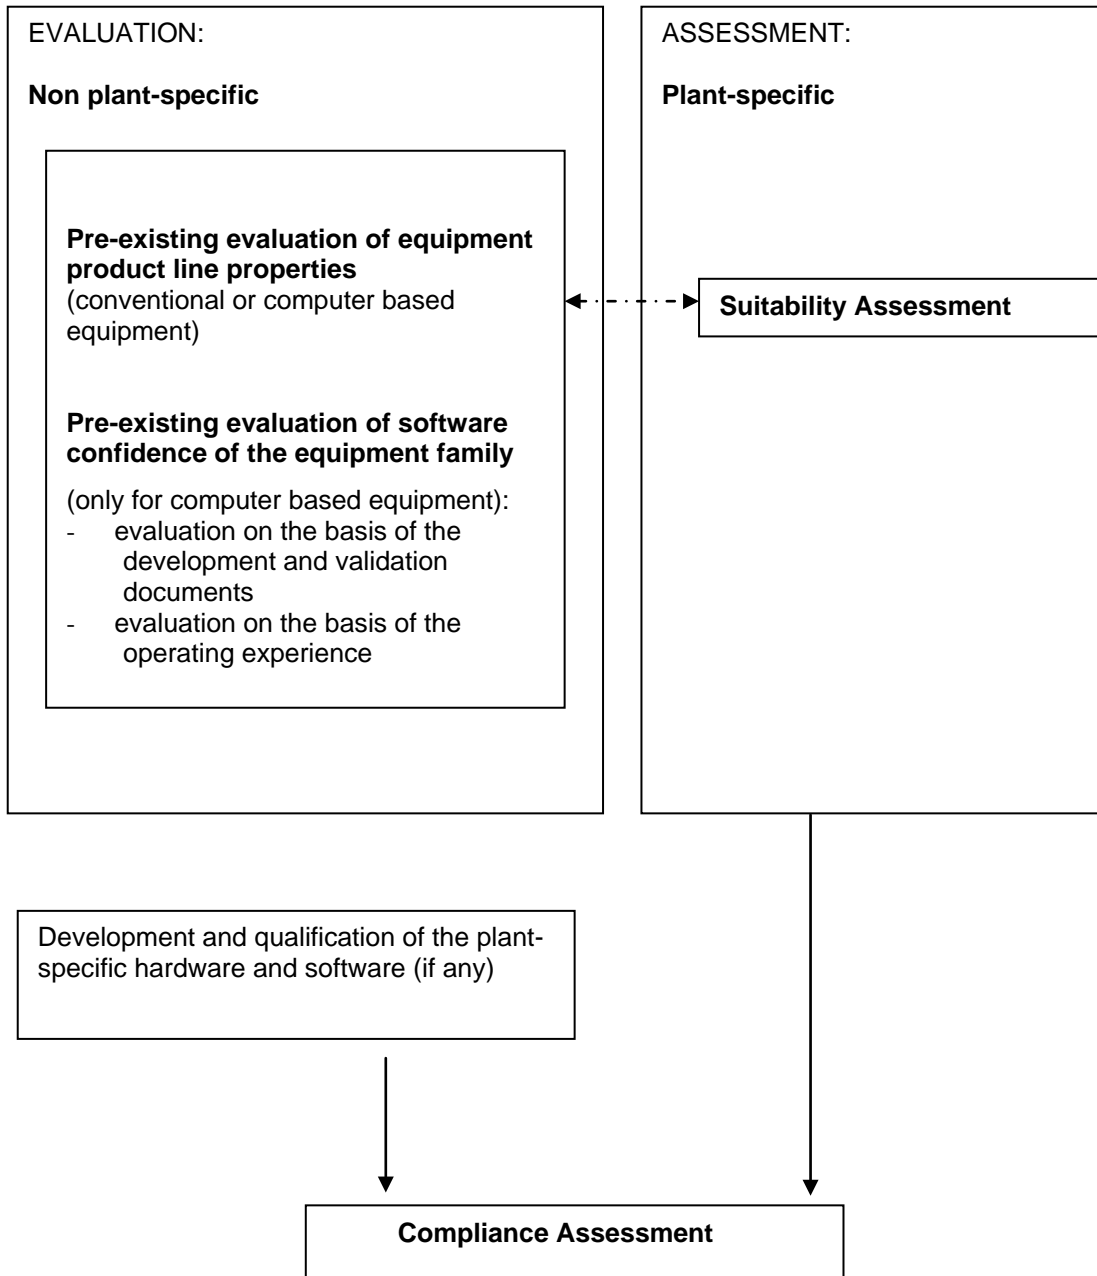 EVALUATION:
Non plant-specific
Pre-existing evaluation of equipment
product line properties
(conventional or computer based
equipment)
Pre-existing evaluation of software
confidence of the equipment family
(only for computer based equipment):
- evaluation on the basis of the
development and validation
documents
- evaluation on the basis of the
operating experience
ASSESSMENT:
Plant-specific
Suitability Assessment
Development and qualification of the plant-
specific hardware and software (if any)
Compliance Assessment